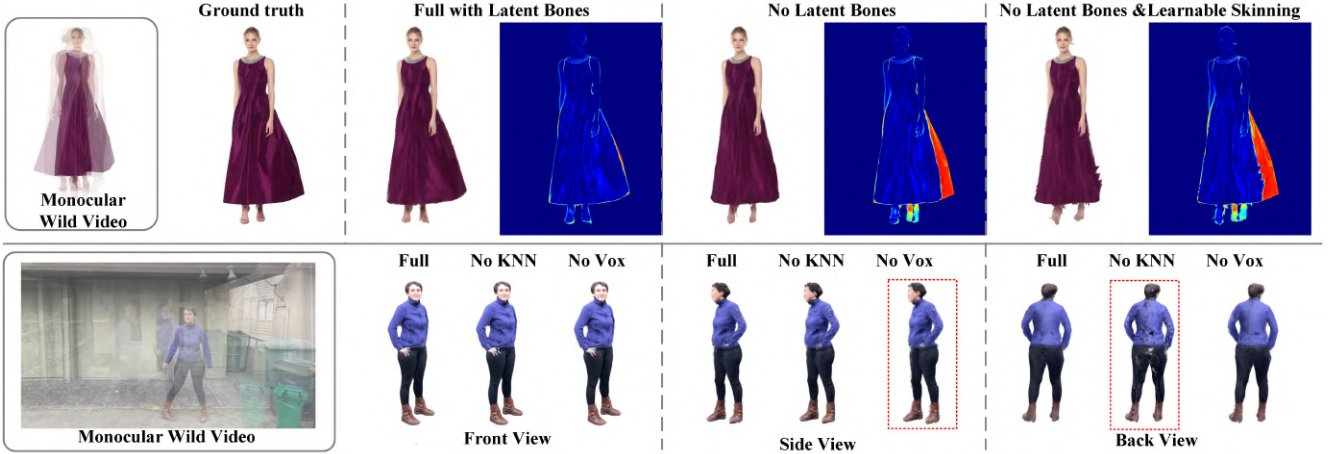 Ground truth
Full with Latent Bones
No Latent Bones
No Latent Bones &Learnable Skinning
Monocular
Wild Video
Full
No KNN
No Vox
Full
No KNN
No Vox
Full
No KNN
No Vox
Monocular Wild Video
Front View
Side View
Back View